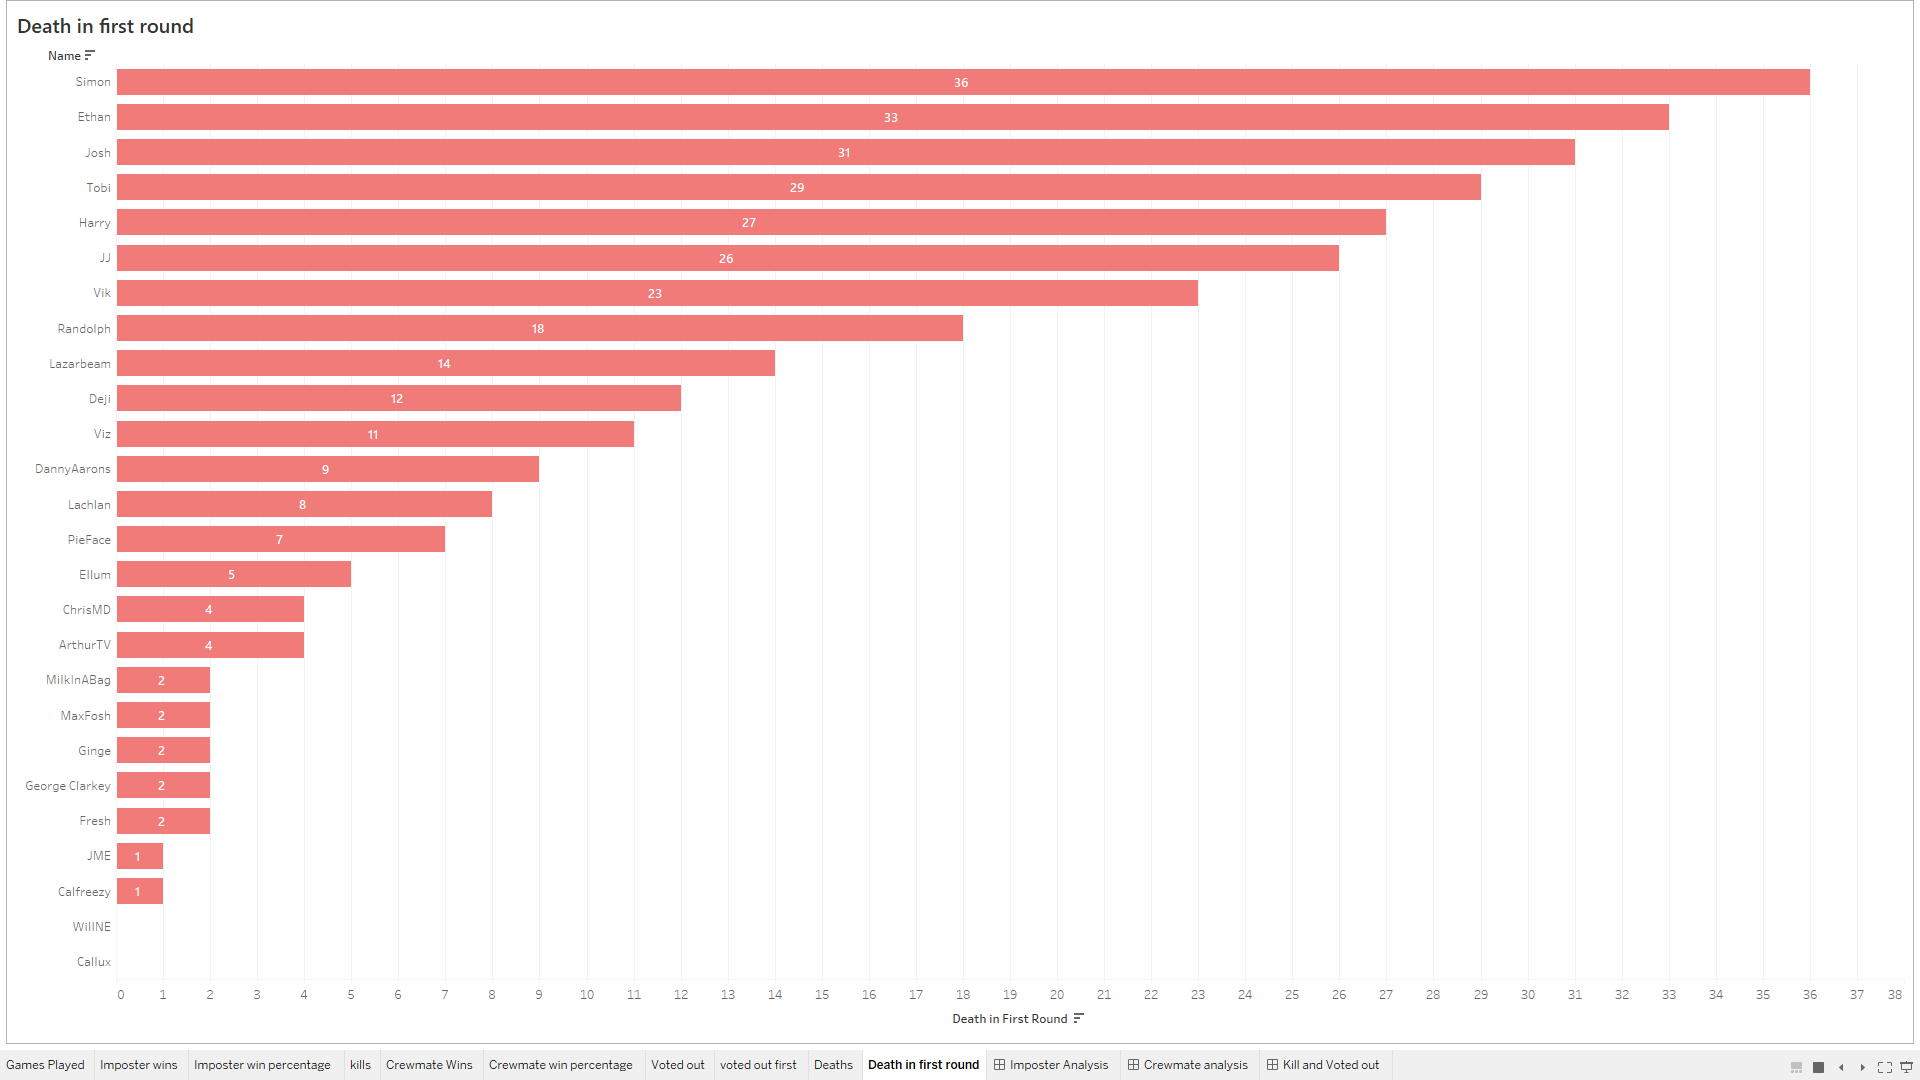 Death in first round
Name
Simon 36
Ethan 33
Josh 31
Tobi 29
Harry 27
JJ 26
Vik 23
Randolph 18
Lazarbeam 14
Deji 12
Viz 11
DannyAarons 9
Lachlan 8
PieFace 7
Ellum 5
ChrisMD 4
ArthurTV 4
MilkInABag 2
MaxFosh 2
Ginge 2
George Clarkey 2
Fresh 2
JME 1
Calfreezy 1
WillNE
Callux
0 1 2 3 4 5 6 7 8 9 10 11 12 13 14 15 16 17 18 19 20 21 22 23 24 25 26 27 28 29 30 31 32 33 34 35 36 37 38
Death in First Round
Games Played Imposter wins Imposter win percentage kills Crewmate Wins Crewmate win percentage Voted out voted out first Deaths Death in first round Imposter Analysis Crewmate analysis Kill and Voted out